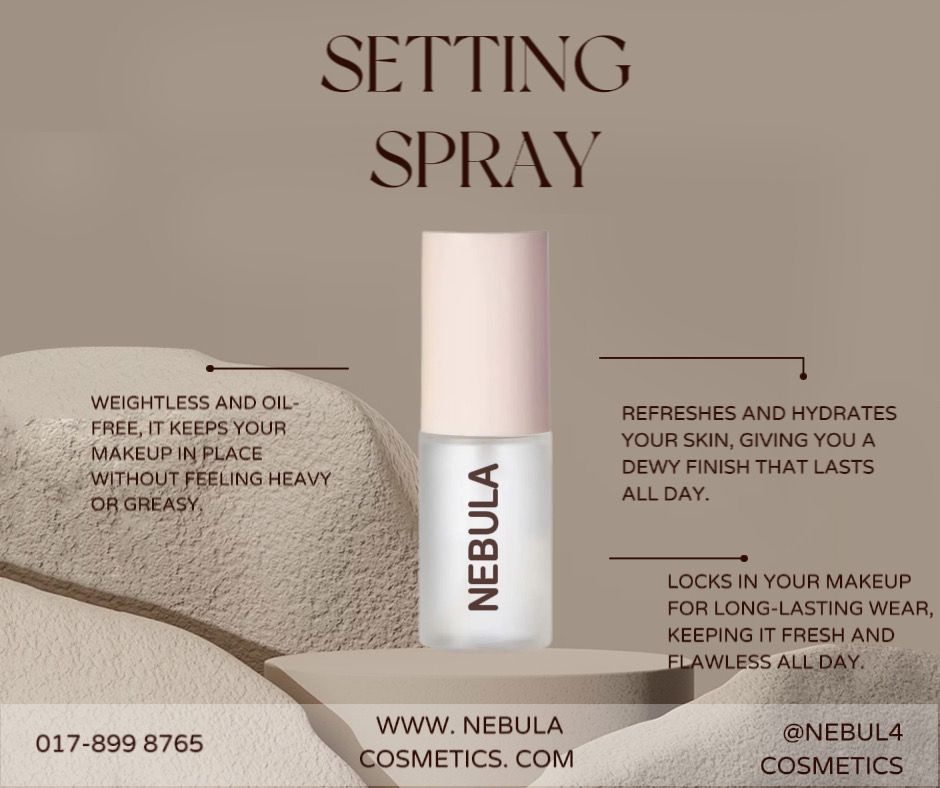 SETTING
SPRAY
WEIGHTLESS AND OIL-
FREE, IT KEEPS YOUR
MAKEUP IN PLACE
WITHOUT FEELING HEAVY
OR GREASY.
REFRESHES AND HYDRATES
YOUR SKIN, GIVING YOU A
DEWY FINISH THAT LASTS
ALL DAY.
NEBULA
LOCKS IN YOUR MAKEUP
FOR LONG-LASTING WEAR,
KEEPING IT FRESH AND
FLAWLESS ALL DAY.
017-899 8765
WWW. NEBULA
COSMETICS. COM
@NEBUL4
COSMETICS